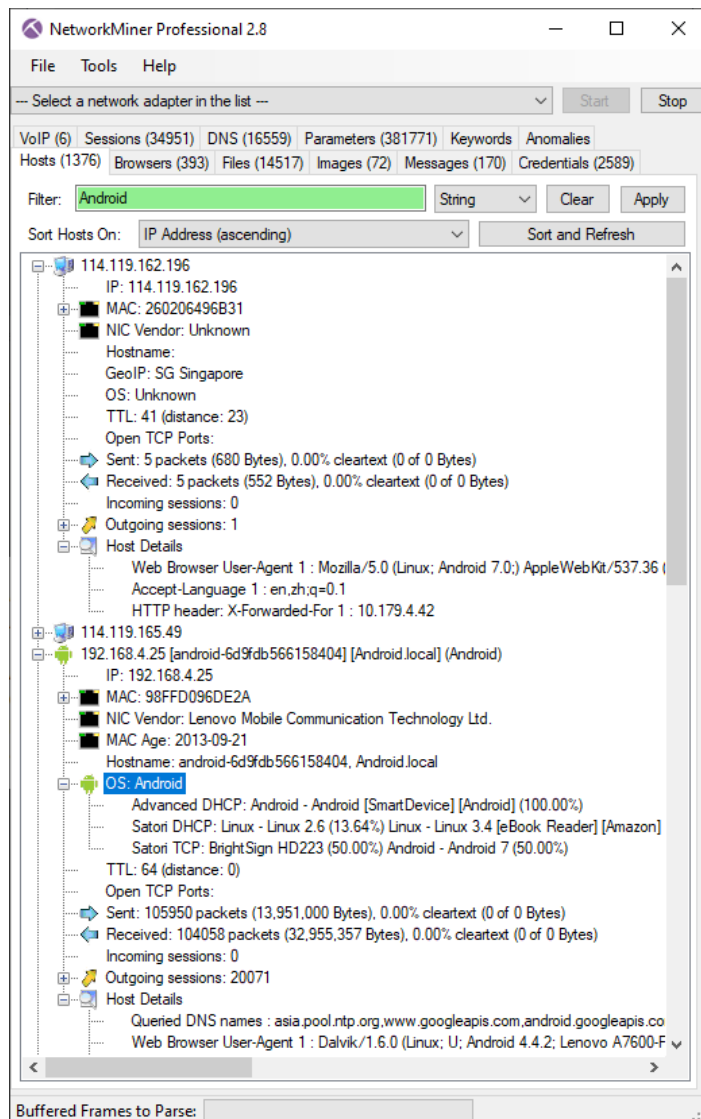 NetworkMiner Professional 2.8
File Tools Help
--- Select a network adapter in the list --- Start Stop
VoIP (6) Sessions (34951) DNS (16559) Parameters (381771) Keywords Anomalies
Hosts (1376) Browsers (393) Files (14517) Images (72) Messages (170) Credentials (2589)
Filter: Android String Clear Apply
Sort Hosts On: IP Address (ascending) Sort and Refresh
114.119.162.196
IP: 114.119.162.196
MAC: 260206496B31
NIC Vendor: Unknown
Hostname:
GeoIP: SG Singapore
OS: Unknown
TTL: 41 (distance: 23)
Open TCP Ports:
Sent: 5 packets (680 Bytes), 0.00% cleartext (0 of 0 Bytes)
Received: 5 packets (552 Bytes), 0.00% cleartext (0 of 0 Bytes)
Incoming sessions: 0
Outgoing sessions: 1
Host Details
Web Browser User-Agent 1 : Mozilla/5.0 (Linux; Android 7.0;) AppleWebKit/537.36 (
Accept-Language 1 : en,zh;q=0.1
HTTP header: X-Forwarded-For 1 : 10.179.4.42
114.119.165.49
192.168.4.25 [android-6d9fdb566158404] [Android.local] (Android)
IP: 192.168.4.25
MAC: 98FFD096DE2A
NIC Vendor: Lenovo Mobile Communication Technology Ltd.
MAC Age: 2013-09-21
Hostname: android-6d9fdb566158404, Android.local
OS: Android
Advanced DHCP: Android - Android [SmartDevice] [Android] (100.00%)
Satori DHCP: Linux - Linux 2.6 (13.64%) Linux - Linux 3.4 [eBook Reader] [Amazon]
Satori TCP: BrightSign HD223 (50.00%) Android - Android 7 (50.00%)
TTL: 64 (distance: 0)
Open TCP Ports:
Sent: 105950 packets (13,951,000 Bytes), 0.00% cleartext (0 of 0 Bytes)
Received: 104058 packets (32,955,357 Bytes), 0.00% cleartext (0 of 0 Bytes)
Incoming sessions: 0
Outgoing sessions: 20071
Host Details
Queried DNS names : asia.pool.ntp.org,www.googleapis.com,android.googleapis.co
Web Browser User-Agent 1 : Dalvik/1.6.0 (Linux; U; Android 4.4.2; Lenovo A7600-F
Buffered Frames to Parse: